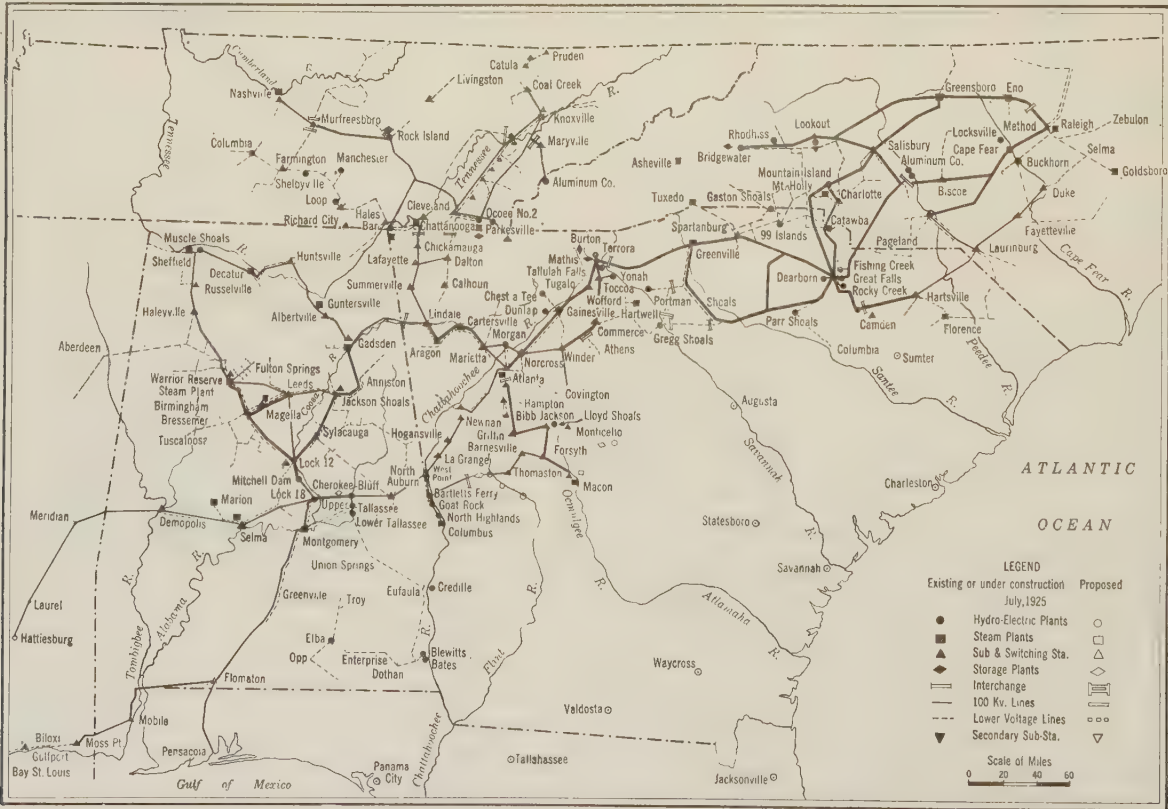 Pruden
Catula
Cumberland
R.
Livingston
Coal Creek
Nashville
R.
Greensboro
Eno
Knoxville
Murfreesboro
Rock Island
Lookout
Method
Rhodhiss
Locksville
Raleigh
Zebulon
Tennessee
Columbia
Maryville
Salisbury
Cape Fear
Bridgewater
Selma
Farmington
Manchester
Tennessee
Asheville
Aluminum Co.
Buckhorn
Goldsboro
Shelbyville
Mountain Island
Mt. Holly
Aluminum Co.
Biscoe
Loop
Tuxedo
Gaston Shoals
Charlotte
Duke
Cleveland
Ocoee No.2
Richard City
Hales
Bar
Chattanooga
Parkesville
Spartanburg
Catawba
Fayetteville
Muscle Shoals
R.
Chickamauga
Burton
Terrora
99 Islands
Pageland
Laurinburg
Sheffield
Huntsville
Lafayette
Dalton
Mathis
Greenville
Cape Fear
Decatur
Tallulah Falls
Yonah
Dearborn
Fishing Creek
Russelville
Summerville
Calhoun
Tugalo
Toccoa
Great Falls
R.
Chest a Tee
Rocky Creek
Guntersville
Wofford
Portman
Shoals
Hartsville
Haleyville
Albertville
Dunlap
R.
Gainesville
Hartwell
Lindale
Cartersville
Parr Shoals
Camden
Florence
Morgan
Commerce
Gregg Shoals
Gadsden
Columbia
Peedee
Aberdeen
Aragon
Marietta
Winder
Athens
Sumter
R.
Norcross
Fulton Springs
Santee
Warrior Reserve
Steam Plant
Leeds
Anniston
Chattahoochee
Atlanta
R.
Birmingham
Coosa
Jackson Shoals
Covington
Bressemer
Magella
Hampton
Augusta
Bibb
Jackson
Lloyd Shoals
Newnan
Tuscaloosa
Sylacauga
Hogansville
Griffin
Monticello
Barnesville
Savannah
La Grange
Forsyth
Lock 12
North
Auburn
West
Point
Thomaston
ATLANTIC
Mitchell Dam
Cherokee Bluff
Macon
Charleston
Lock 18
Bartletts Ferry
Marion
Upper
Tallassee
Goat Rock
Meridian
Lower Tallassee
North Highlands
Ocmulgee
Statesboro
OCEAN
Demopolis
Columbus
Selma
R.
Montgomery
R.
Union Springs
R.
Savannah
LEGEND
R.
Existing or under construction
Proposed
July, 1925
Greenville
Troy
Eufaula
Credille
R.
Altamaha
Laurel
Alabama
Hydro-Electric Plants
Steam Plants
Hattiesburg
Elba
R.
R.
Sub & Switching Sta.
Tombigbee
Opp
Blewitts
Bates
Flint
Waycross
Storage Plants
Enterprise
Dothan
Interchange
Flomaton
100 Kv. Lines
Valdosta
Lower Voltage Lines
Mobile
Secondary Sub-Sta.
Biloxi
Moss Pt.
Pensacola
Chattahoochee
Scale of Miles
Gulfport
Tallahassee
Bay St. Louis
Panama
City
0 20 40 60
Gulf of Mexico
Jacksonville